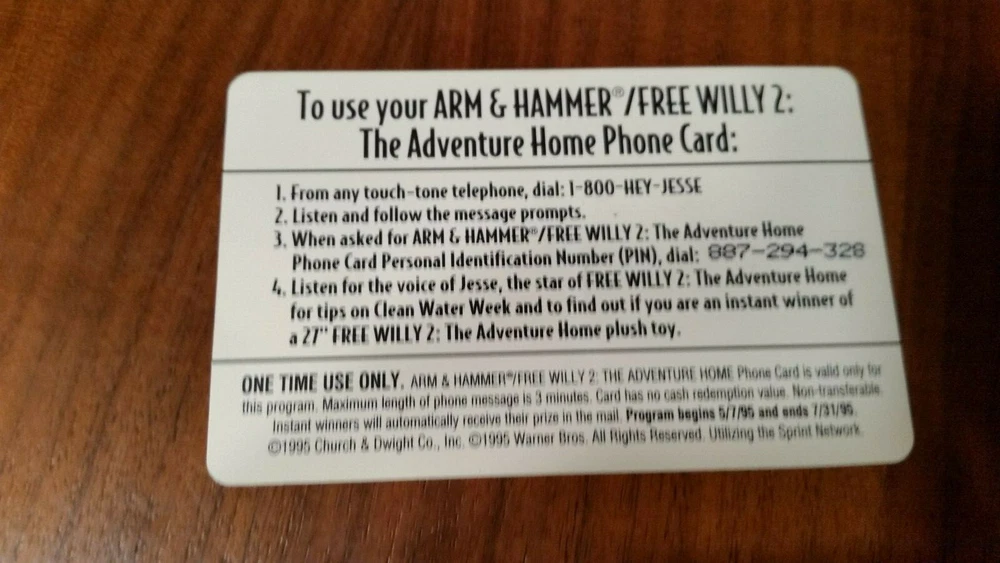 To use your ARM & HAMMER®/FREE WILLY 2:
The Adventure Home Phone Card:
1. From any touch-tone telephone, dial: 1-800-HEY-JESSE
2. Listen and follow the message prompts.
3. When asked for ARM & HAMMER®/FREE WILLY 2: The Adventure Home
Phone Card Personal Identification Number (PIN), dial: 887-294-328
4. Listen for the voice of Jesse, the star of FREE WILLY 2: The Adventure Home
for tips on Clean Water Week and to find out if you are an instant winner of
a 27" FREE WILLY 2: The Adventure Home plush toy.
ONE TIME USE ONLY. ARM & HAMMER®/FREE WILLY 2: THE ADVENTURE HOME Phone Card is valid only for
this program. Maximum length of phone message is 3 minutes. Card has no cash redemption value. Non-transferable.
Instant winners will automatically receive their prize in the mail. Program begins 5/7/95 and ends 7/31/95.
©1995 Church & Dwight Co., Inc. ©1995 Warner Bros. All Rights Reserved. Utilizing the Sprint Network.